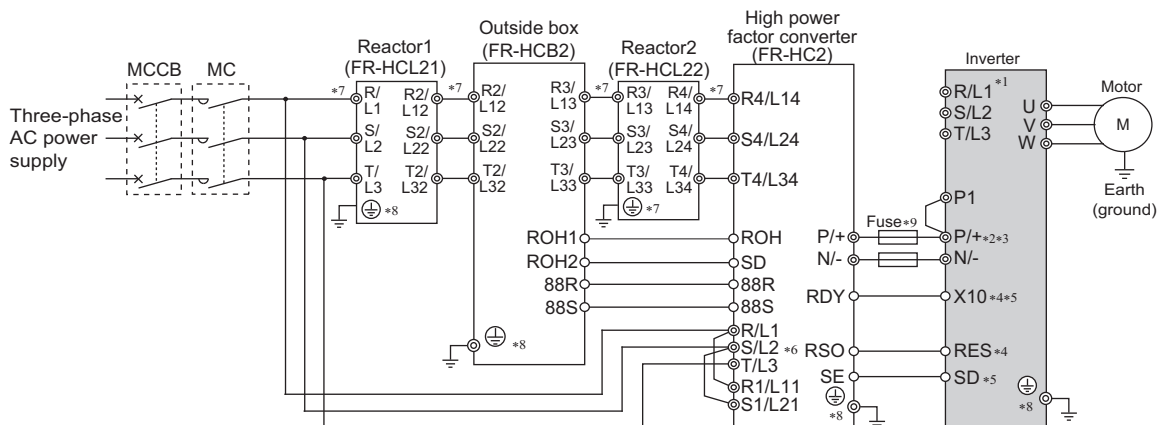 High power
factor converter
(FR-HC2)
Outside box
(FR-HCB2)
Reactor1
(FR-HCL21)
Reactor2
(FR-HCL22)
Inverter
MCCB
MC
Motor
Three-phase
AC power
supply
*7
R/
L1
R2/
L12
*7
R2/
L12
R3/
L13
*7
R3/
L13
R4/
L14
*7
R4/L14
R/L1
*1
S/L2
T/L3
U
V
W
M
S/
L2
S2/
L22
S2/
L22
S3/
L23
S3/
L23
S4/
L24
S4/L24
T/
L3
T2/
L32
T2/
L32
T3/
L33
T3/
L33
T4/
L34
T4/L34
Earth
(ground)
*8
*7
P1
Fuse*9
P/+
P/+*2*3
N/-
N/-
ROH1
ROH
ROH2
SD
88R
88R
88S
88S
RDY
X10*4*5
*8
R/L1
S/L2
*6
T/L3
R1/L11
S1/L21
RSO
RES*4
SE
SD*5
*8
*8